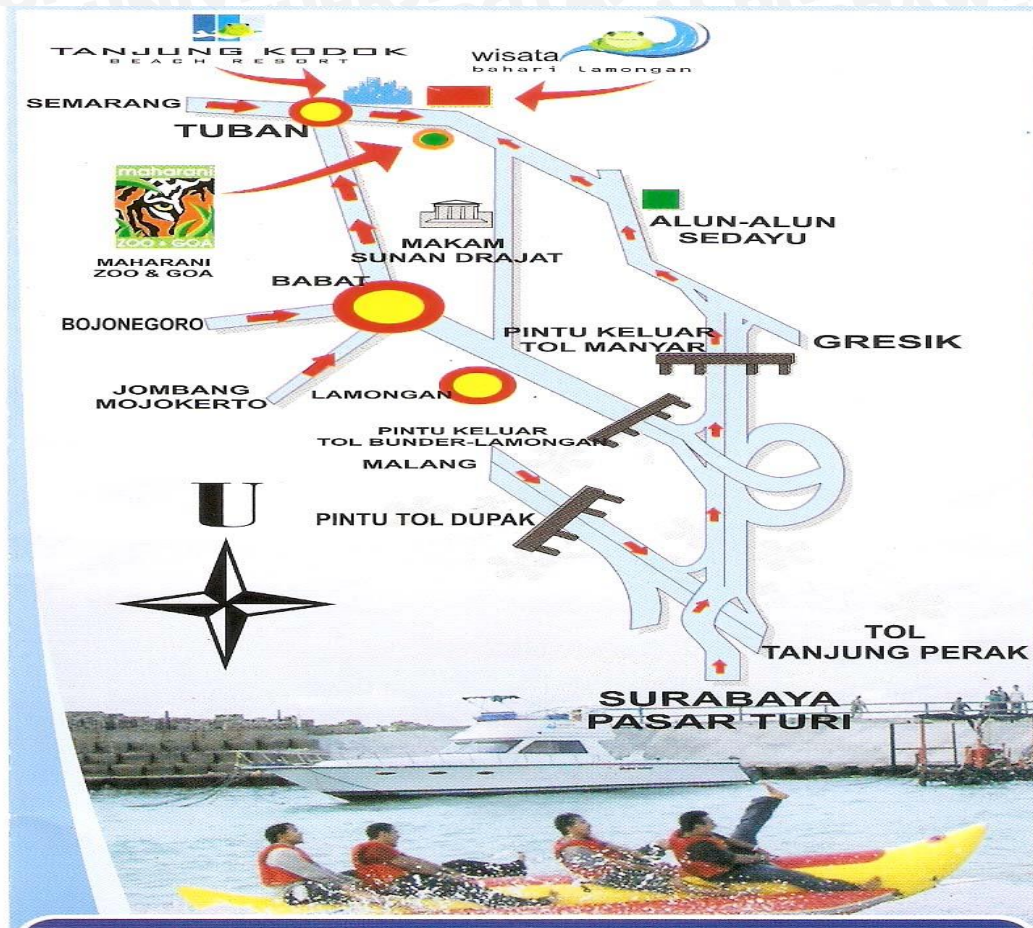 TANJUNG KODOK
BEACH RESORT
wisata
bahari lamongan
SEMARANG
TUBAN
maharani
ZOO & GOA
MAHARANI
ZOO & GOA
MAKAM
SUNAN DRAJAT
ALUN-ALUN
SEDAYU
BABAT
BOJONEGORO
PINTU KELUAR
TOL MANYAR
GRESIK
JOMBANG
MOJOKERTO
LAMONGAN
PINTU KELUAR
TOL BUNDER-LAMONGAN
MALANG
U
PINTU TOL DUPAK
TOL
TANJUNG PERAK
SURABAYA
PASAR TURI